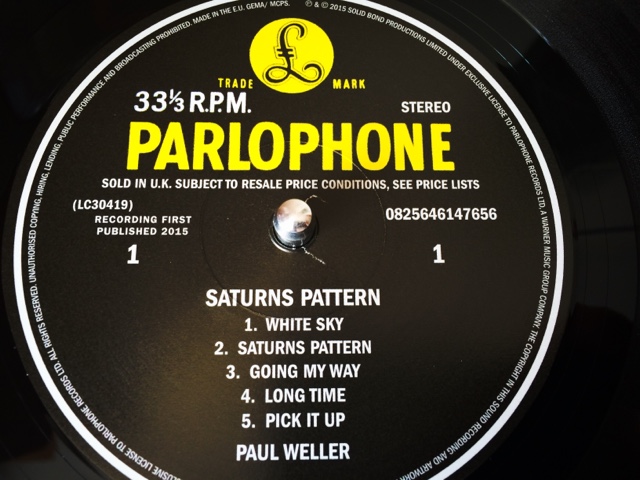 UNAUTHORISED COPYING, HIRING, LENDING, PUBLIC PERFORMANCE AND BROADCASTING PROHIBITED. MADE IN THE E.U. GEMA/ MCPS. ℗ & © 2015 SOLID BOND PRODUCTIONS LIMITED UNDER EXCLUSIVE LICENSE TO PARLOPHONE RECORDS LTD, A WARNER MUSIC GROUP COMPANY. THE COPYRIGHT IN THIS SOUND RECORDING AND ARTWORK
EXCLUSIVE LICENSE TO PARLOPHONE RECORDS LTD. ALL RIGHTS RESERVED.
£
TRADE MARK
33⅓ R.P.M. STEREO
PARLOPHONE
SOLD IN U.K. SUBJECT TO RESALE PRICE CONDITIONS, SEE PRICE LISTS
(LC30419) 0825646147656
RECORDING FIRST
PUBLISHED 2015
1 1
SATURNS PATTERN
1. WHITE SKY
2. SATURNS PATTERN
3. GOING MY WAY
4. LONG TIME
5. PICK IT UP
PAUL WELLER